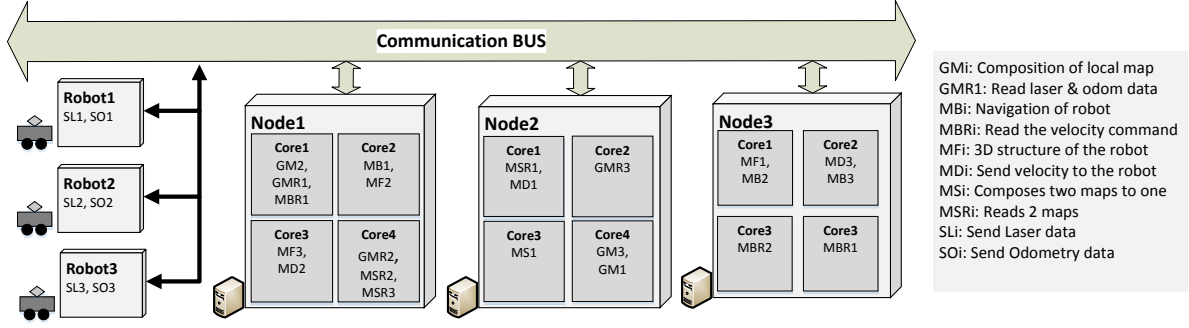 Communication BUS
Robot1
SL1, SO1
Robot2
SL2, SO2
Robot3
SL3, SO3
Node1
Core1
GM2,
GMR1,
MBR1
Core2
MB1,
MF2
Core3
MF3,
MD2
Core4
GMR2,
MSR2,
MSR3
Node2
Core1
MSR1,
MD1
Core2
GMR3
Core3
MS1
Core4
GM3,
GM1
Node3
Core1
MF1,
MB2
Core2
MD3,
MB3
Core3
MBR2
Core3
MBR1
GMi: Composition of local map
GMR1: Read laser & odom data
MBi: Navigation of robot
MBRi: Read the velocity command
MFi: 3D structure of the robot
MDi: Send velocity to the robot
MSi: Composes two maps to one
MSRi: Reads 2 maps
SLi: Send Laser data
SOi: Send Odometry data